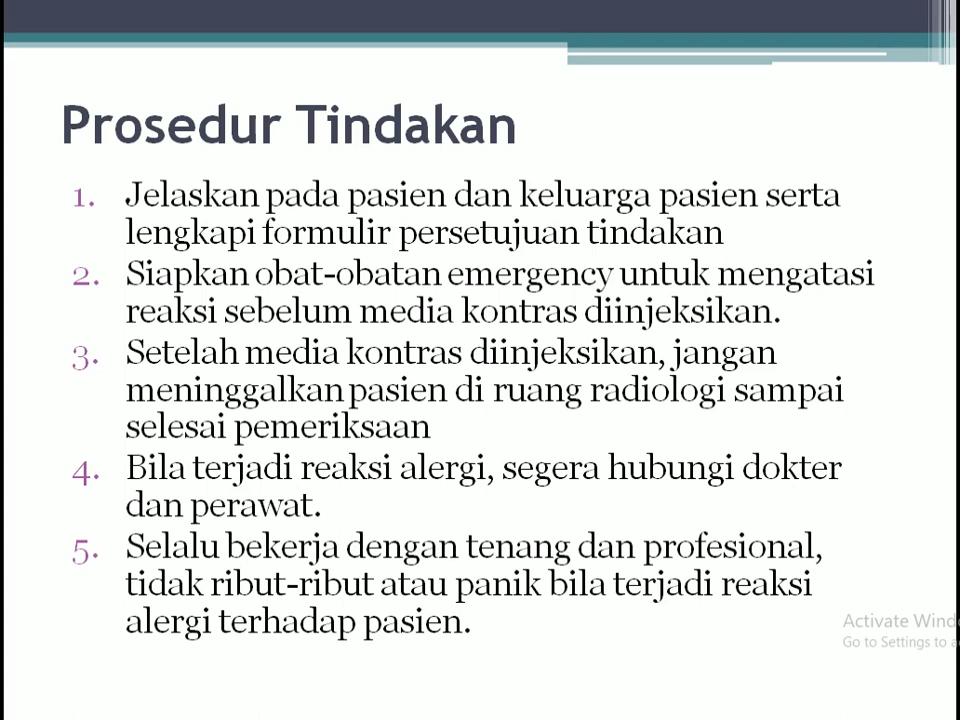 Prosedur Tindakan
1. Jelaskan pada pasien dan keluarga pasien serta
lengkapi formulir persetujuan tindakan
2. Siapkan obat-obatan emergency untuk mengatasi
reaksi sebelum media kontras diinjeksikan.
3. Setelah media kontras diinjeksikan, jangan
meninggalkan pasien di ruang radiologi sampai
selesai pemeriksaan
4. Bila terjadi reaksi alergi, segera hubungi dokter
dan perawat.
5. Selalu bekerja dengan tenang dan profesional,
tidak ribut-ribut atau panik bila terjadi reaksi
alergi terhadap pasien.
Activate Wind
Go to Settings to